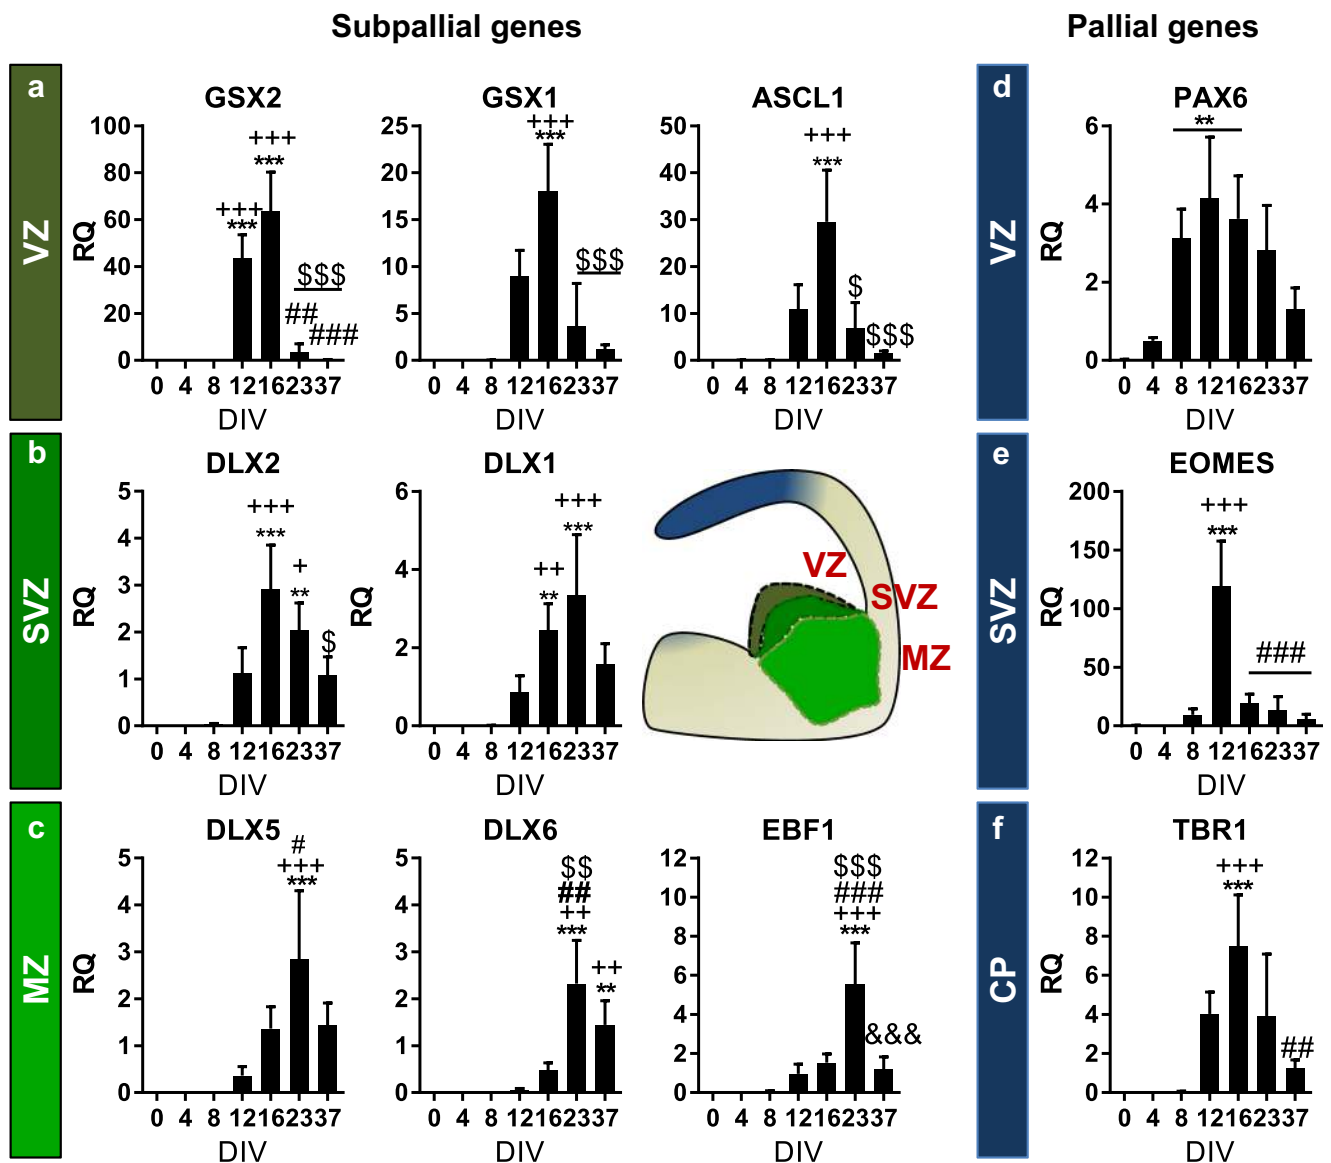 Subpallial genes
Pallial genes
a
VZ
GSX2
RQ
100
80
60
40
20
0
+++
***
+++
***
$$$
##
###
0 4 8 12 16 23 37
DIV
GSX1
25
20
15
10
5
0
+++
***
$$$
0 4 8 12 16 23 37
DIV
ASCL1
50
40
30
20
10
0
+++
***
$
$$$
0 4 8 12 16 23 37
DIV
d
VZ
PAX6
RQ
6
4
2
0
**
0 4 8 12 16 23 37
DIV
b
SVZ
DLX2
RQ
5
4
3
2
1
0
+++
***
+
**
$
0 4 8 12 16 23 37
DIV
DLX1
RQ
6
4
2
0
++
**
+++
***
0 4 8 12 16 23 37
DIV
VZ
SVZ
MZ
e
SVZ
EOMES
RQ
200
150
100
50
0
+++
***
###
0 4 8 12 16 23 37
DIV
c
MZ
DLX5
RQ
5
4
3
2
1
0
#
+++
***
0 4 8 12 16 23 37
DIV
DLX6
5
4
3
2
1
0
$$
##
++
***
++
**
0 4 8 12 16 23 37
DIV
EBF1
12
10
8
6
4
2
0
$$$
###
+++
***
&&&
0 4 8 12 16 23 37
DIV
f
CP
TBR1
RQ
12
10
8
6
4
2
0
+++
***
##
0 4 8 12 16 23 37
DIV